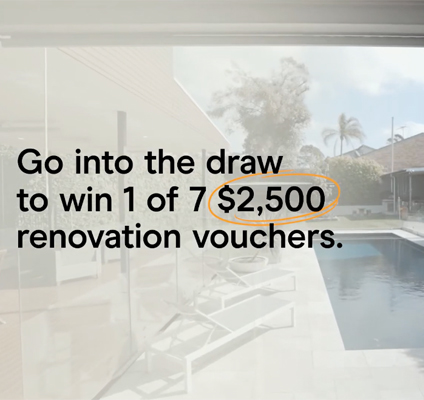 Go into the draw
to win 1 of 7 $2,500
renovation vouchers.